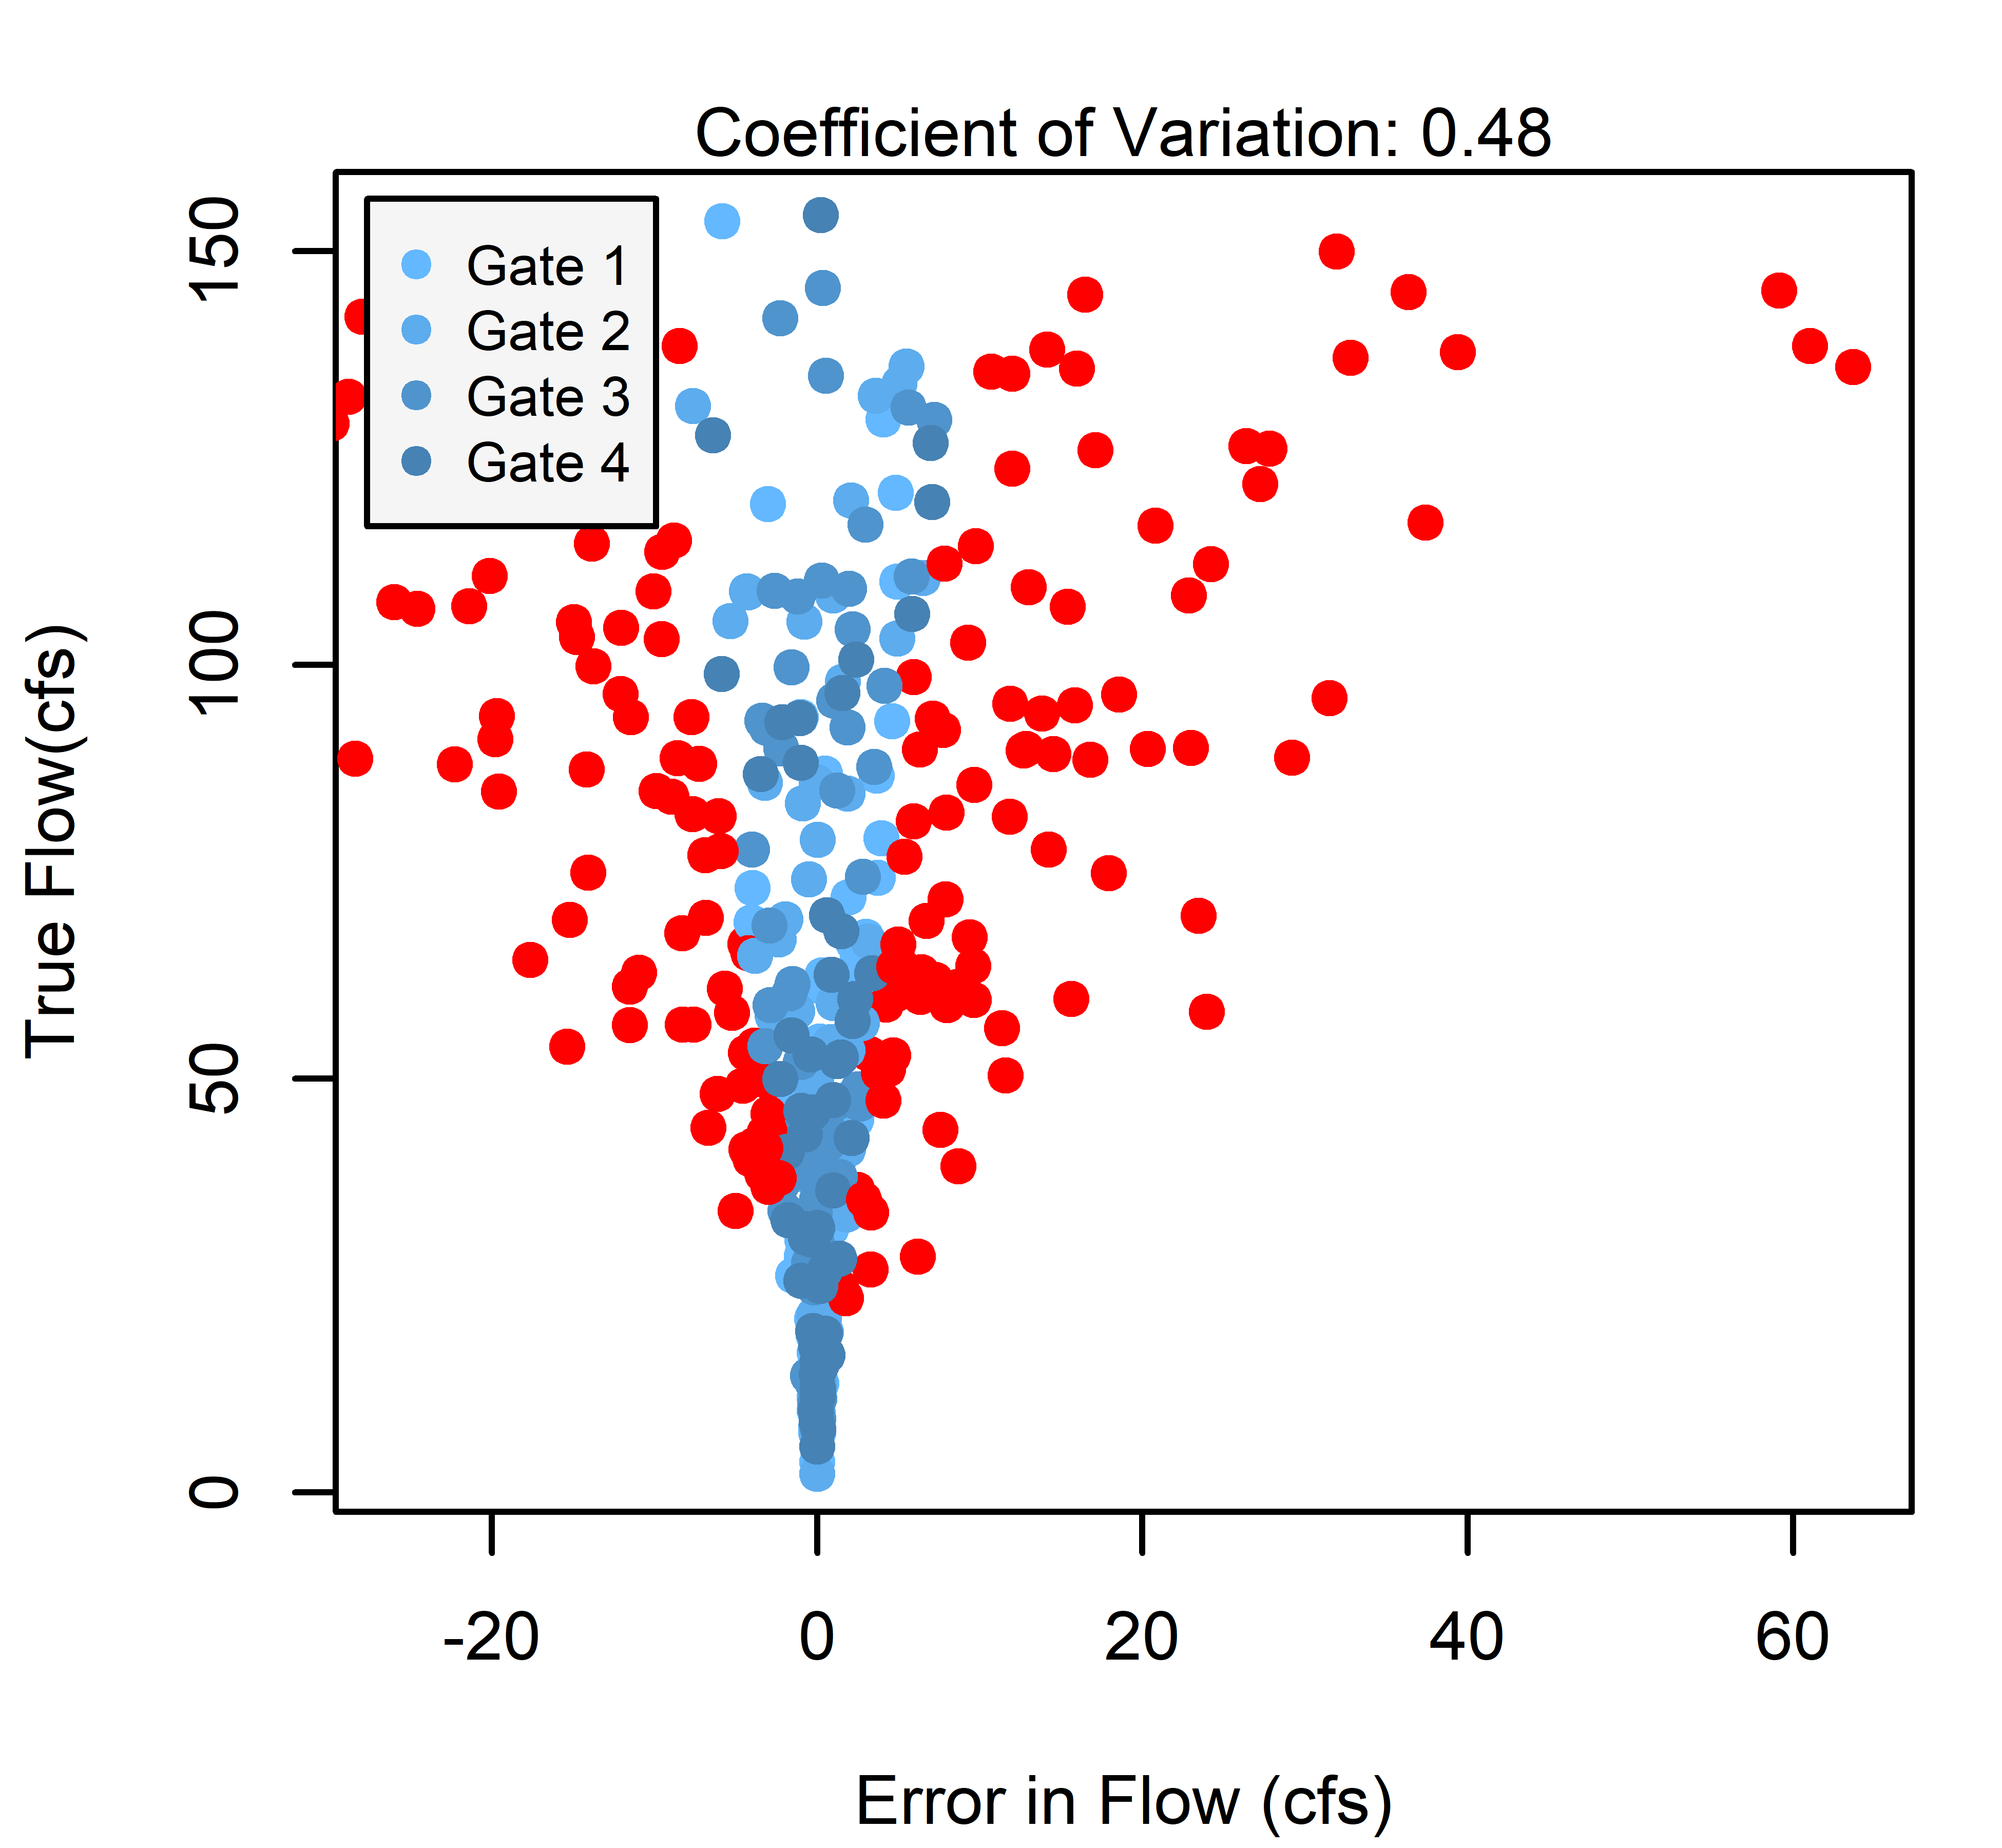 Coefficient of Variation: 0.48
Gate 1
Gate 2
Gate 3
Gate 4
True Flow(cfs)
150
100
50
0
-20 0 20 40 60
Error in Flow (cfs)